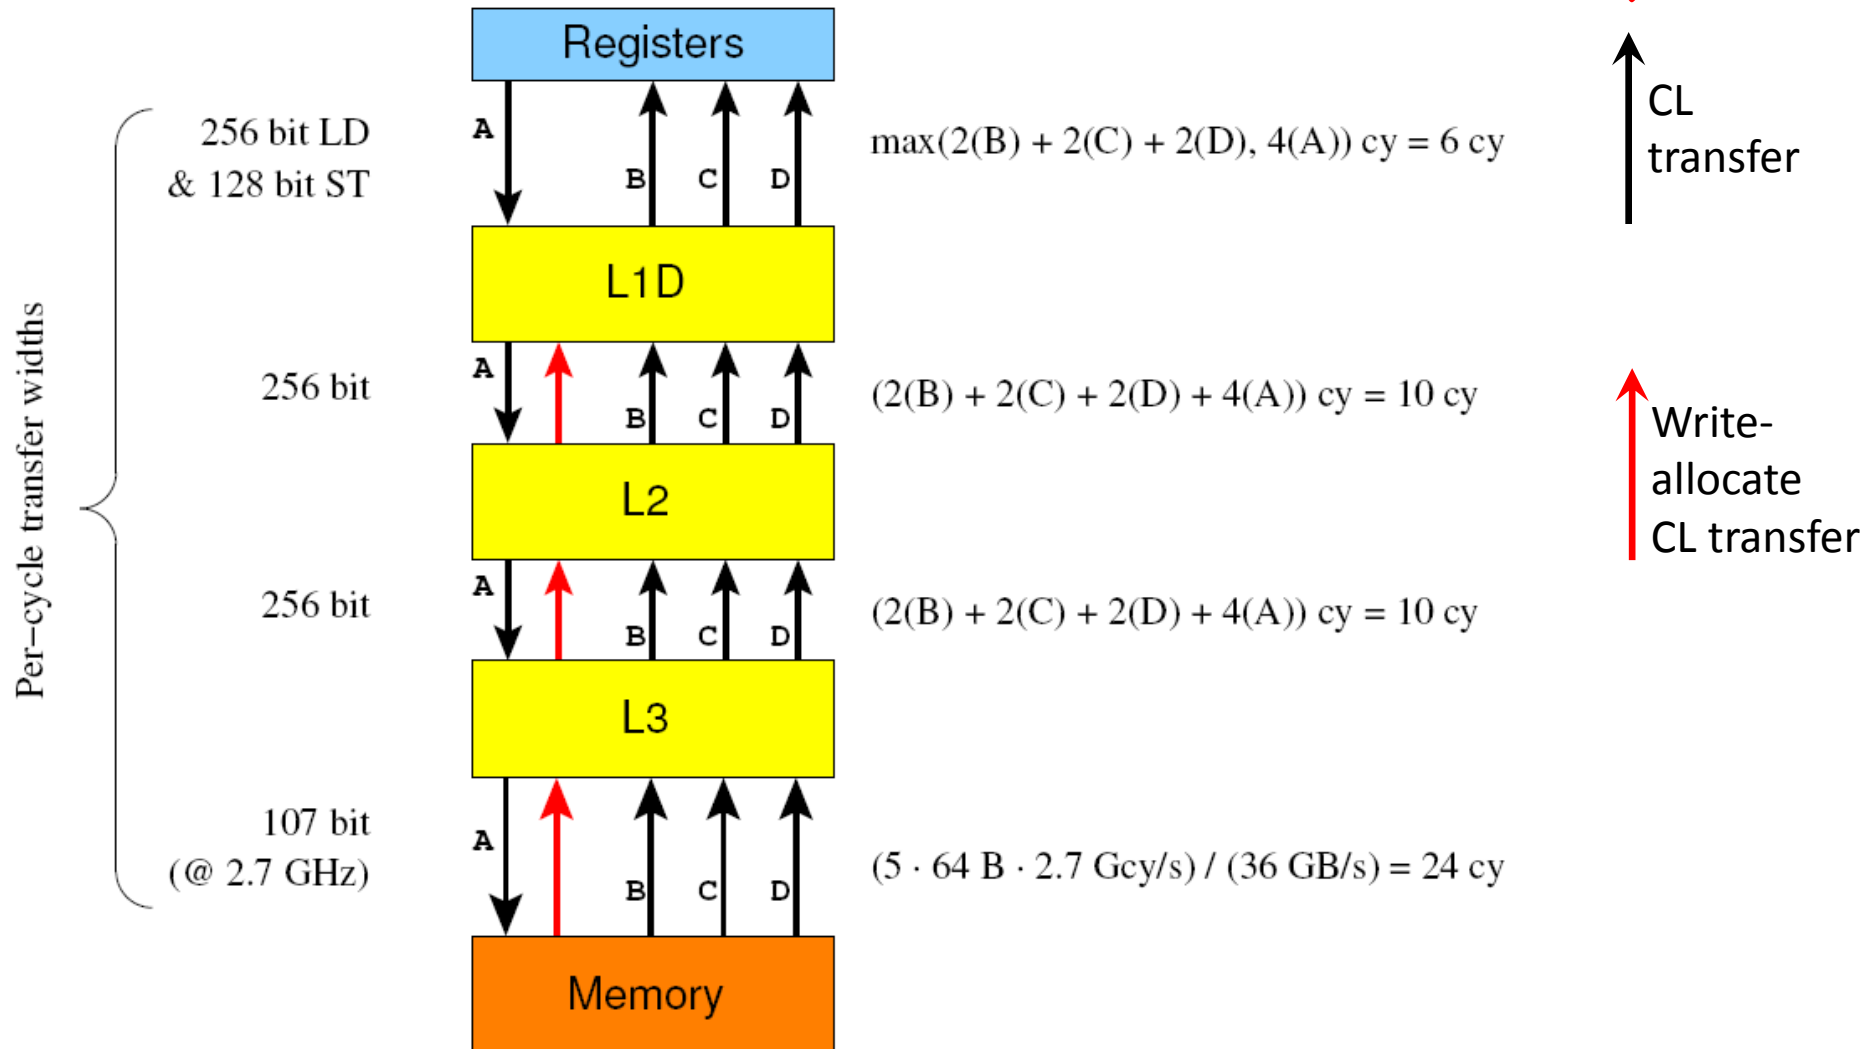 Registers
A
B
C
D
256 bit LD
& 128 bit ST
max(2(B) + 2(C) + 2(D), 4(A)) cy = 6 cy
CL
transfer
L1D
Per-cycle transfer widths
A
B
C
D
256 bit
(2(B) + 2(C) + 2(D) + 4(A)) cy = 10 cy
Write-
allocate
CL transfer
L2
A
B
C
D
256 bit
(2(B) + 2(C) + 2(D) + 4(A)) cy = 10 cy
L3
A
B
C
D
107 bit
(@ 2.7 GHz)
(5 · 64 B · 2.7 Gcy/s) / (36 GB/s) = 24 cy
Memory